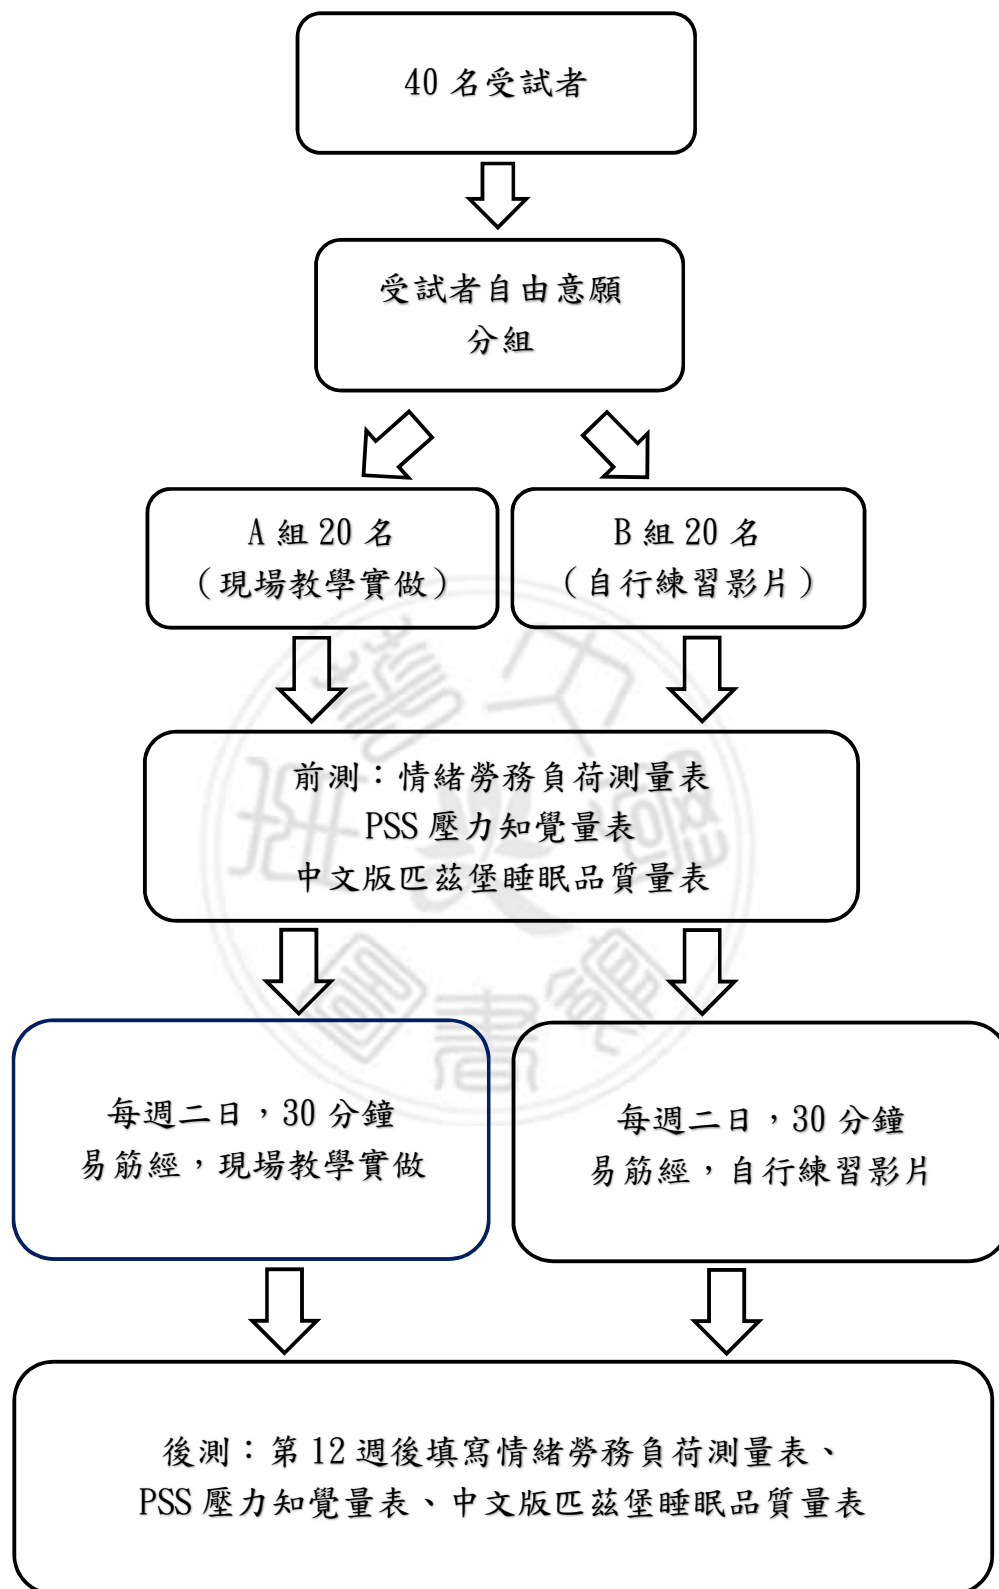 40 名受試者
受試者自由意願
分組
A 組 20 名
（現場教學實做）
B 組 20 名
（自行練習影片）
前測：情緒勞務負荷測量表
PSS 壓力知覺量表
中文版匹茲堡睡眠品質量表
每週二日，30 分鐘
易筋經，現場教學實做
每週二日，30 分鐘
易筋經，自行練習影片
後測：第 12 週後填寫情緒勞務負荷測量表、
PSS 壓力知覺量表、中文版匹茲堡睡眠品質量表